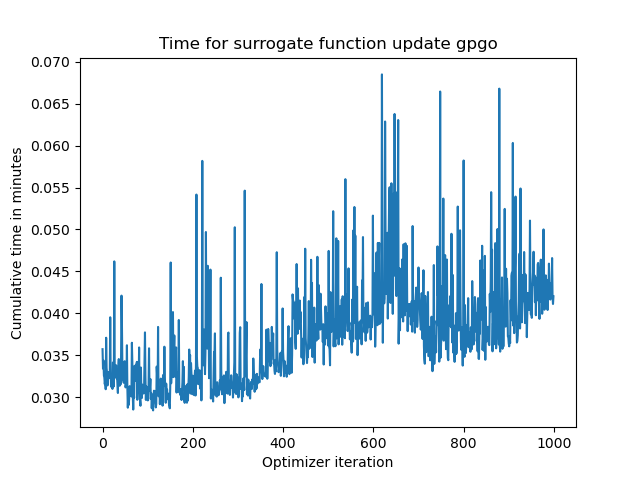 Time for surrogate function update gpgo
0.070
0.065
0.060
0.055
0.050
0.045
0.040
0.035
0.030
Cumulative time in minutes
0 200 400 600 800 1000
Optimizer iteration